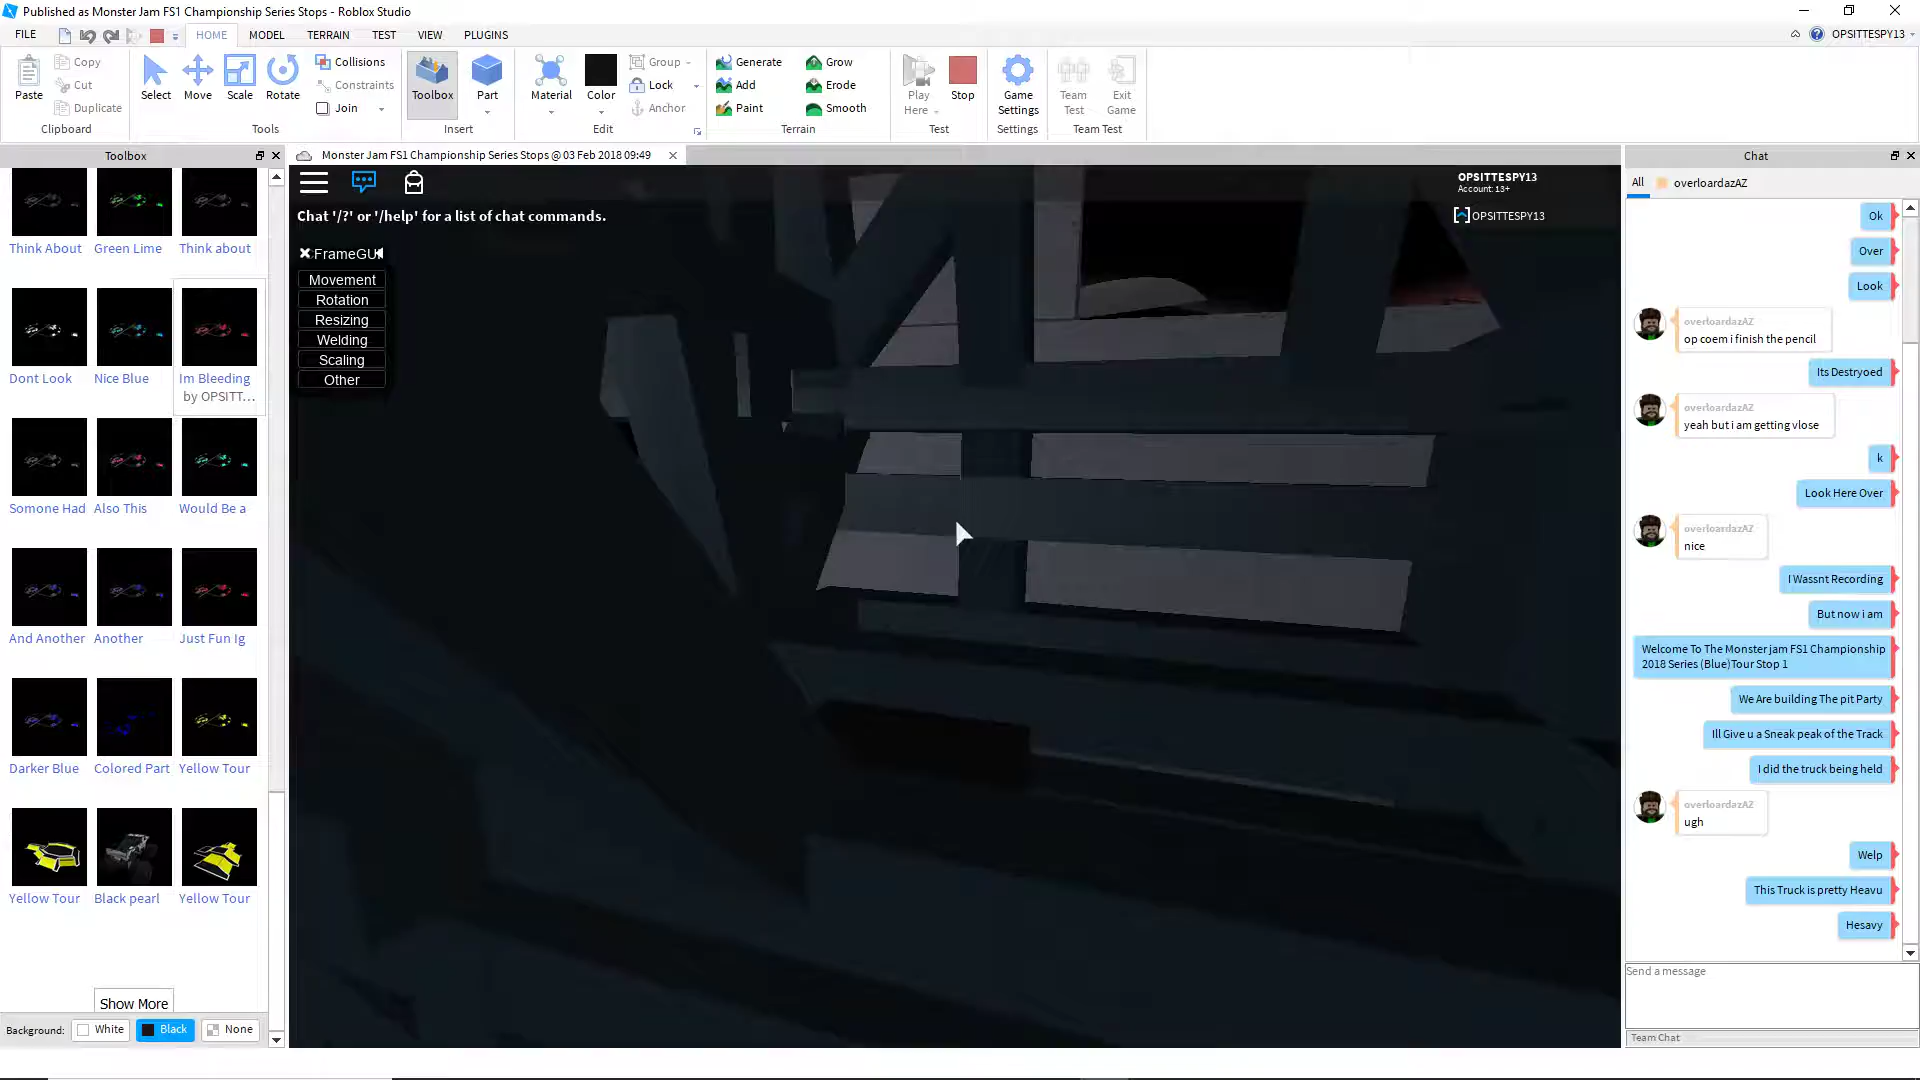 Published as Monster Jam FS1 Championship Series Stops - Roblox Studio
FILE
HOME
MODEL
TERRAIN
TEST
VIEW
PLUGINS
OPSITTESPY13
Paste
Copy
Cut
Duplicate
Clipboard
Select
Move
Scale
Rotate
Collisions
Constraints
Join
Tools
Toolbox
Part
Insert
Material
Color
Group
Lock
Anchor
Edit
Generate
Add
Paint
Grow
Erode
Smooth
Terrain
Play Here
Stop
Test
Game Settings
Settings
Team Test
Exit Game
Team Test
Toolbox
Think About
Green Lime
Think about
Dont Look
Nice Blue
Im Bleeding
by OPSITT...
Somone Had
Also This
Would Be a
And Another
Another
Just Fun Ig
Darker Blue
Colored Part
Yellow Tour
Yellow Tour
Black pearl
Yellow Tour
Show More
Background:
White
Black
None
Monster Jam FS1 Championship Series Stops @ 03 Feb 2018 09:49
Chat '/?' or '/help' for a list of chat commands.
FrameGUI
Movement
Rotation
Resizing
Welding
Scaling
Other
OPSITTESPY13
Account: 13+
OPSITTESPY13
Chat
All
overloardazAZ
Ok
Over
Look
overloardazAZ
op coem i finish the pencil
Its Destryoed
overloardazAZ
yeah but i am getting vlose
k
Look Here Over
overloardazAZ
nice
I Wassnt Recording
But now i am
Welcome To The Monster jam FS1 Championship
2018 Series (Blue)Tour Stop 1
We Are building The pit Party
Ill Give u a Sneak peak of the Track
I did the truck being held
overloardazAZ
ugh
Welp
This Truck is pretty Heavu
Hesavy
Send a message
Team Chat